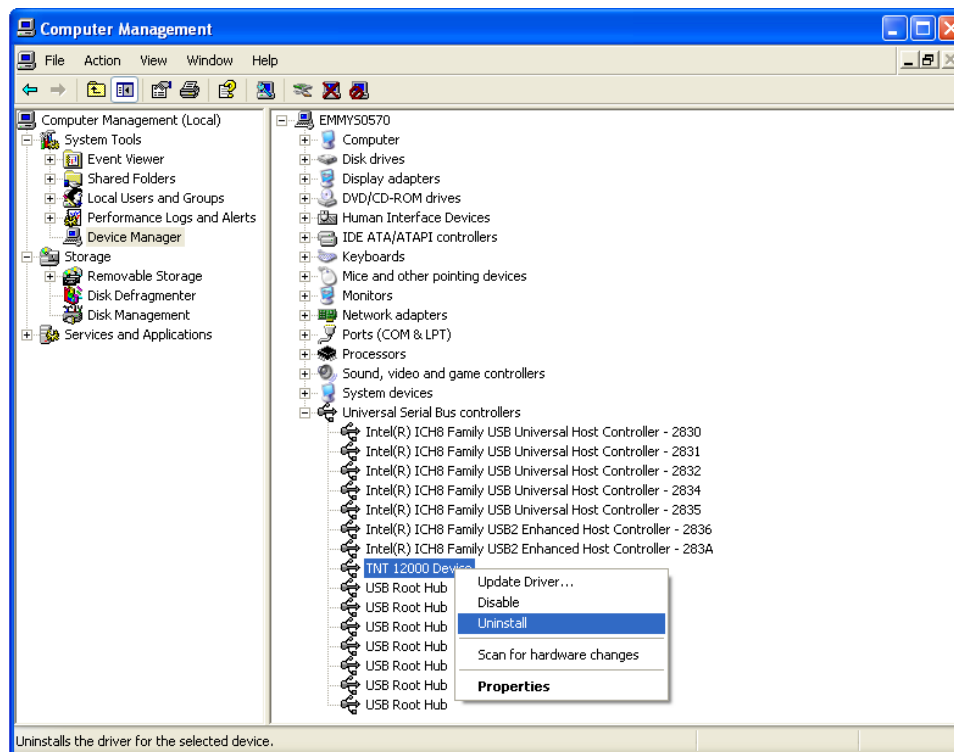 Computer Management
File Action View Window Help
Computer Management (Local)
System Tools
Event Viewer
Shared Folders
Local Users and Groups
Performance Logs and Alerts
Device Manager
Storage
Removable Storage
Disk Defragmenter
Disk Management
Services and Applications
EMMYS0570
Computer
Disk drives
Display adapters
DVD/CD-ROM drives
Human Interface Devices
IDE ATA/ATAPI controllers
Keyboards
Mice and other pointing devices
Monitors
Network adapters
Ports (COM & LPT)
Processors
Sound, video and game controllers
System devices
Universal Serial Bus controllers
Intel(R) ICH8 Family USB Universal Host Controller - 2830
Intel(R) ICH8 Family USB Universal Host Controller - 2831
Intel(R) ICH8 Family USB Universal Host Controller - 2832
Intel(R) ICH8 Family USB Universal Host Controller - 2834
Intel(R) ICH8 Family USB Universal Host Controller - 2835
Intel(R) ICH8 Family USB2 Enhanced Host Controller - 2836
Intel(R) ICH8 Family USB2 Enhanced Host Controller - 283A
TNT 12000 Device
USB Root Hub
USB Root Hub
USB Root Hub
USB Root Hub
USB Root Hub
USB Root Hub
USB Root Hub
Update Driver...
Disable
Uninstall
Scan for hardware changes
Properties
Uninstalls the driver for the selected device.